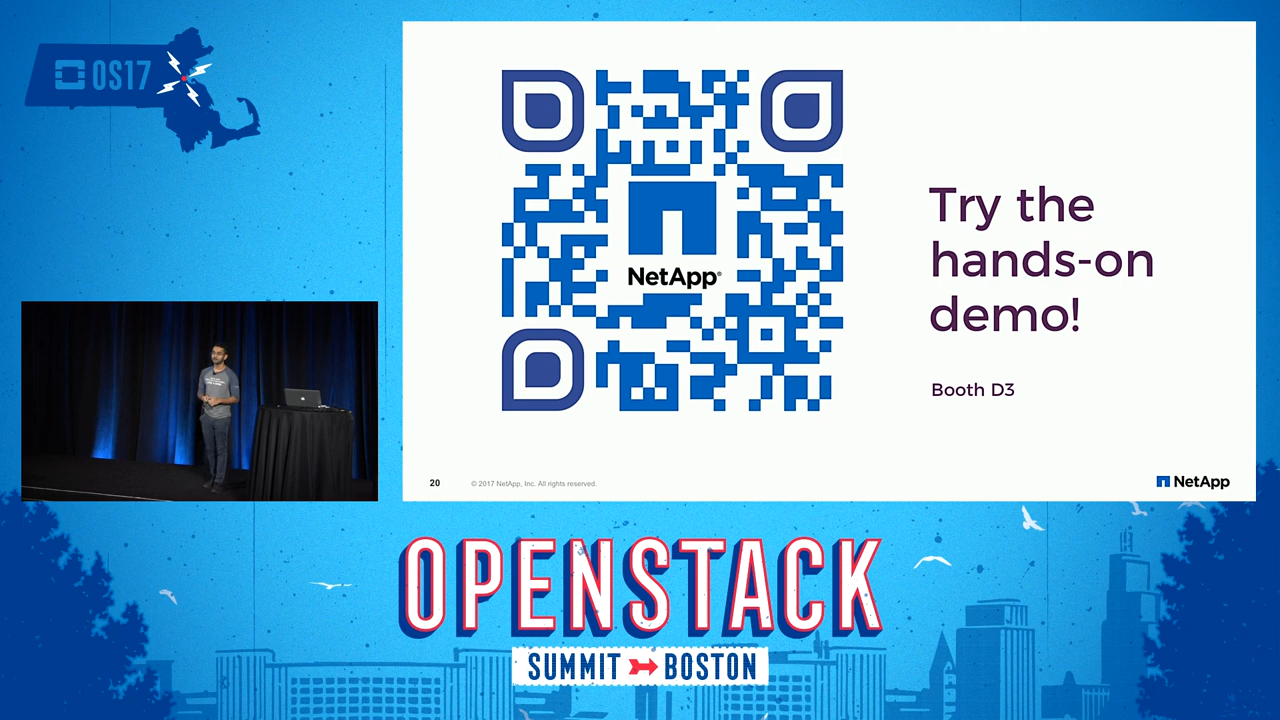 OS17
NetApp®
Try the
hands-on
demo!
Booth D3
20
© 2017 NetApp, Inc. All rights reserved.
NetApp
OPENSTACK
SUMMIT BOSTON